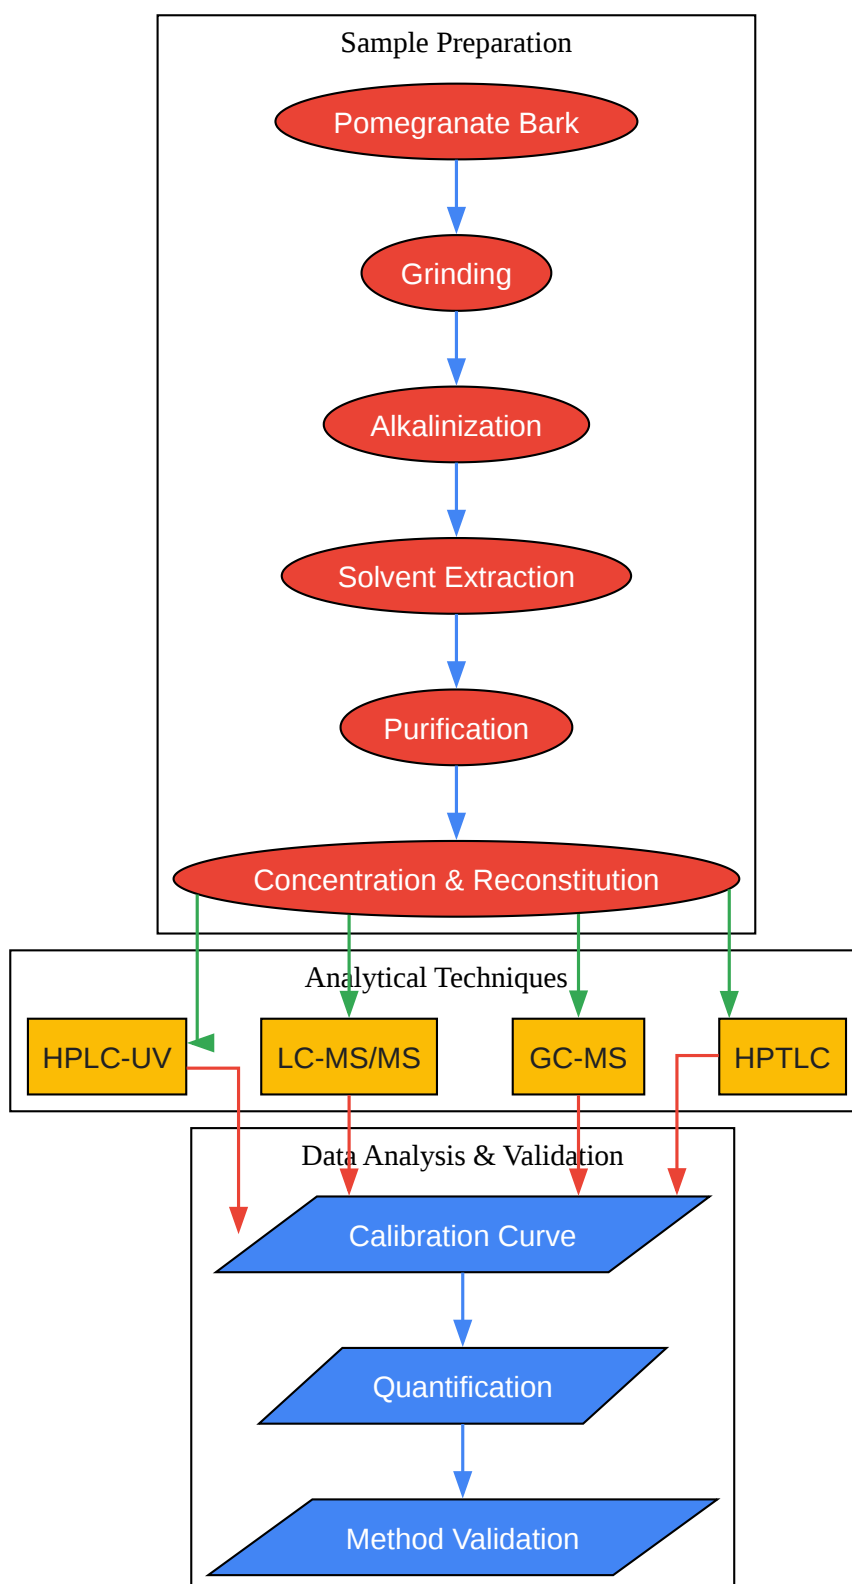 Sample Preparation
Pomegranate Bark
Grinding
Alkalinization
Solvent Extraction
Purification
Concentration & Reconstitution
Analytical Techniques
HPLC-UV
LC-MS/MS
GC-MS
HPTLC
Data Analysis & Validation
Calibration Curve
Quantification
Method Validation